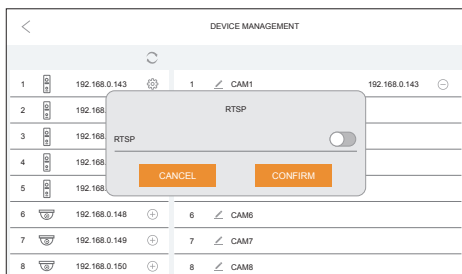 DEVICE MANAGEMENT
1 192.168.0.143 1 CAM1 192.168.0.143
2 192.168
RTSP
3 192.168
RTSP
4 192.168
CANCEL CONFIRM
5 192.168
6 192.168.0.148 6 CAM6
7 192.168.0.149 7 CAM7
8 192.168.0.150 8 CAM8